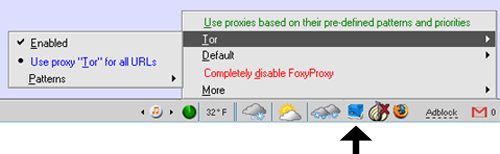 Use proxies based on their pre-defined patterns and priorities
Tor
Default
Completely disable FoxyProxy
More
Enabled
Use proxy "Tor" for all URLs
Patterns
32° F
Adblock
0